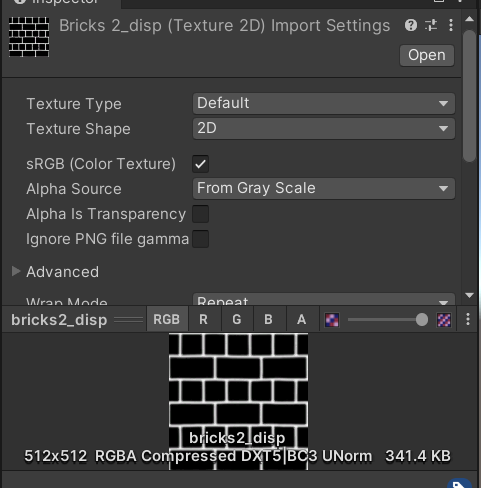 Inspector
Bricks 2_disp (Texture 2D) Import Settings
Open
Texture Type Default
Texture Shape 2D
sRGB (Color Texture)
Alpha Source From Gray Scale
Alpha Is Transparency
Ignore PNG file gamma
Advanced
Wrap Mode Repeat
bricks2_disp RGB R G B A
bricks2_disp
512x512 RGBA Compressed DXT5|BC3 UNorm 341.4 KB